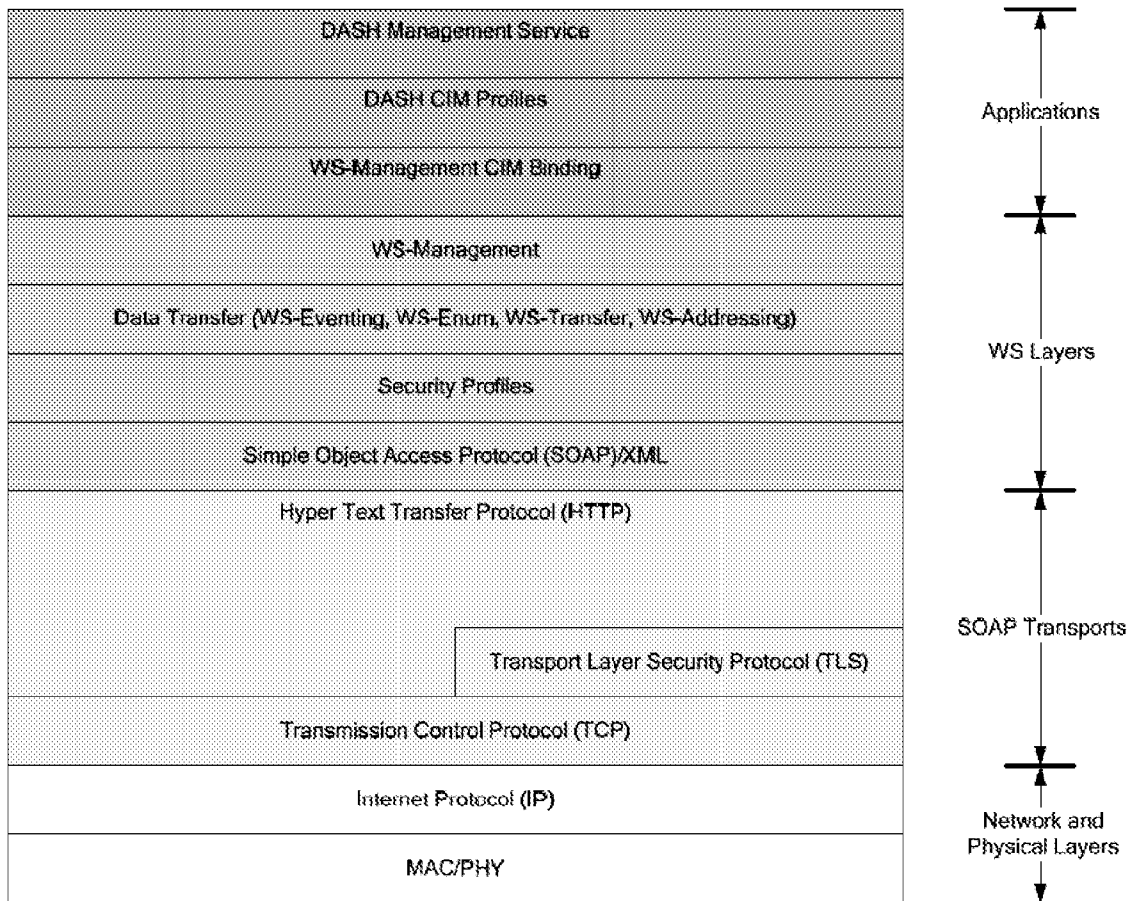 DASH Management Service
DASH CIM Profiles
Applications
WS-Management CIM Binding
WS-Management
Data Transfer (WS-Eventing, WS-Enum, WS-Transfer, WS-Addressing)
WS Layers
Security Profiles
Simple Object Access Protocol (SOAP)/XML
Hyper Text Transfer Protocol (HTTP)
SOAP Transports
Transport Layer Security Protocol (TLS)
Transmission Control Protocol (TCP)
Internet Protocol (IP)
Network and
Physical Layers
MAC/PHY